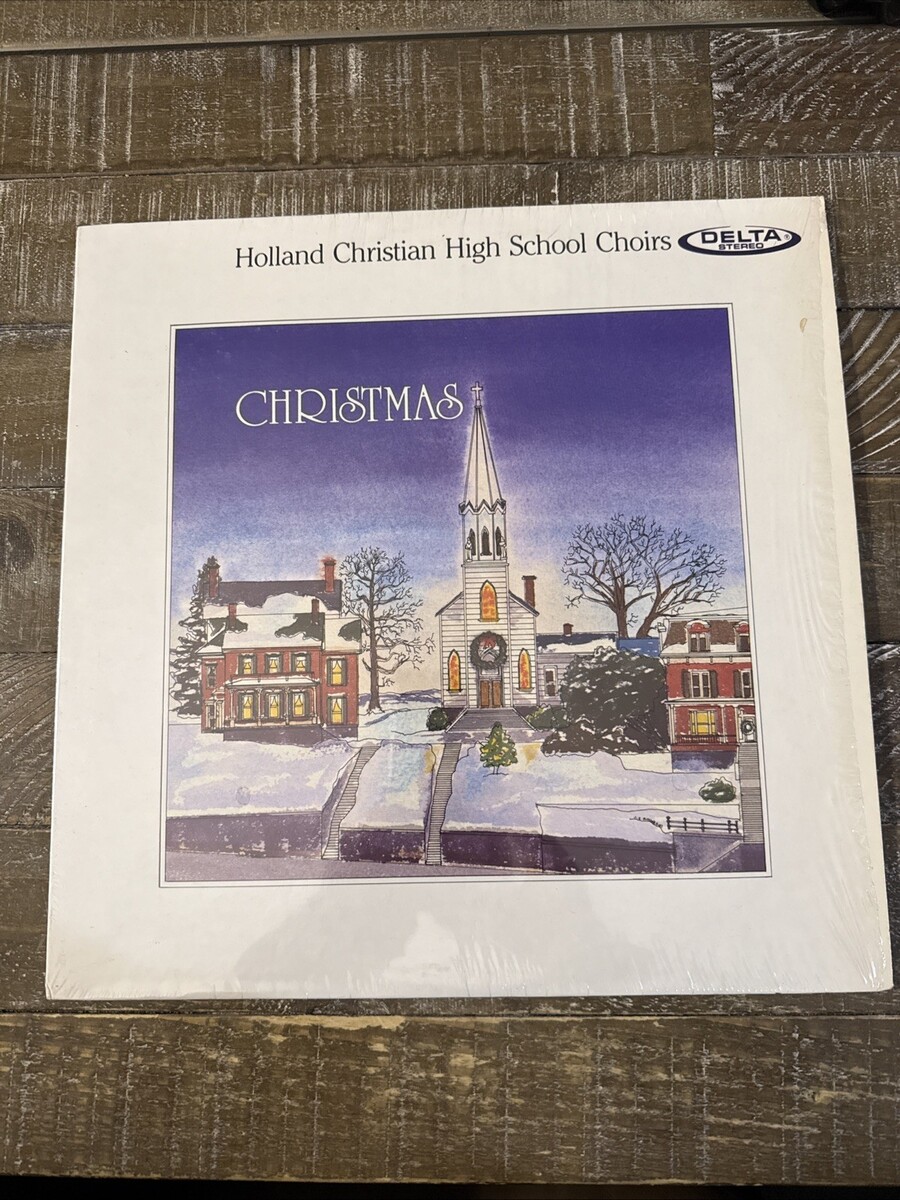 Holland Christian High School Choirs
DELTA®
STEREO
CHRISTMAS